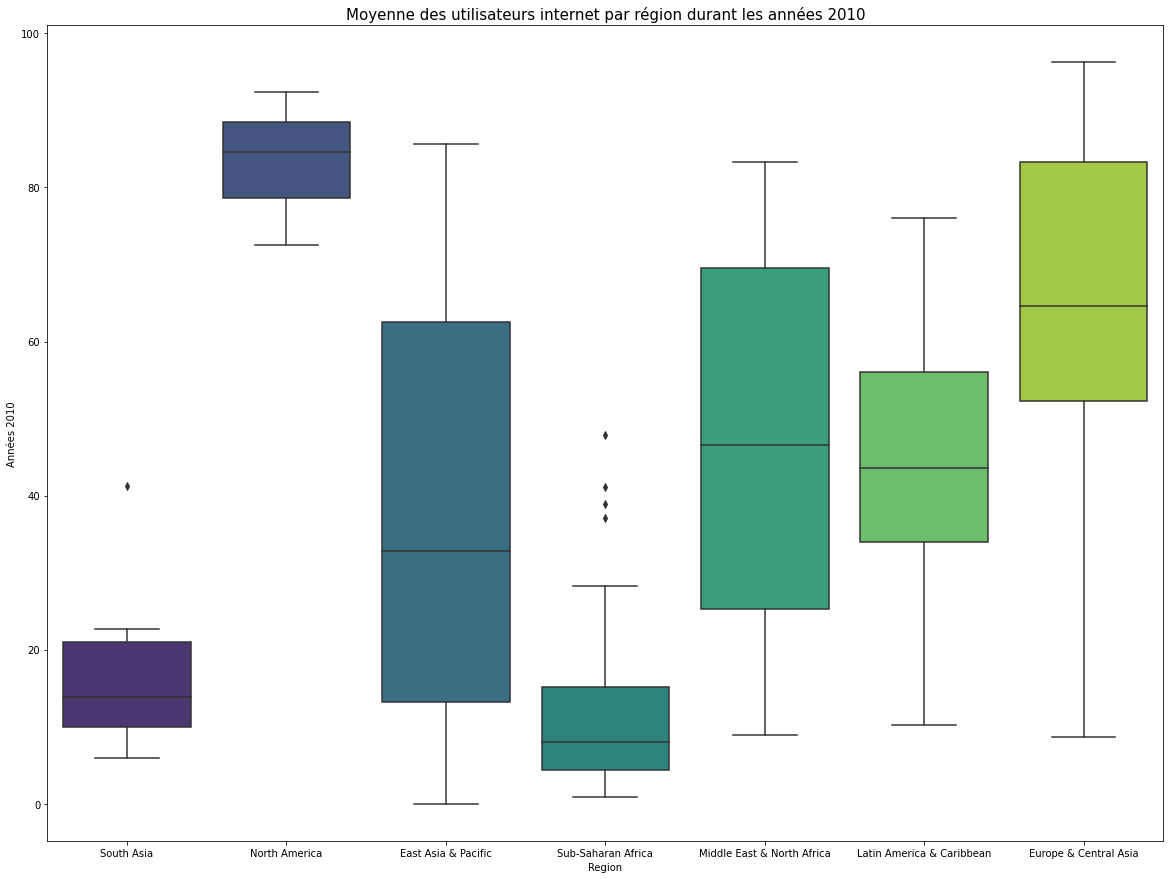 Moyenne des utilisateurs internet par région durant les années 2010
100
80
60
40
20
0
Années 2010
South Asia
North America
East Asia & Pacific
Sub-Saharan Africa
Middle East & North Africa
Latin America & Caribbean
Europe & Central Asia
Region